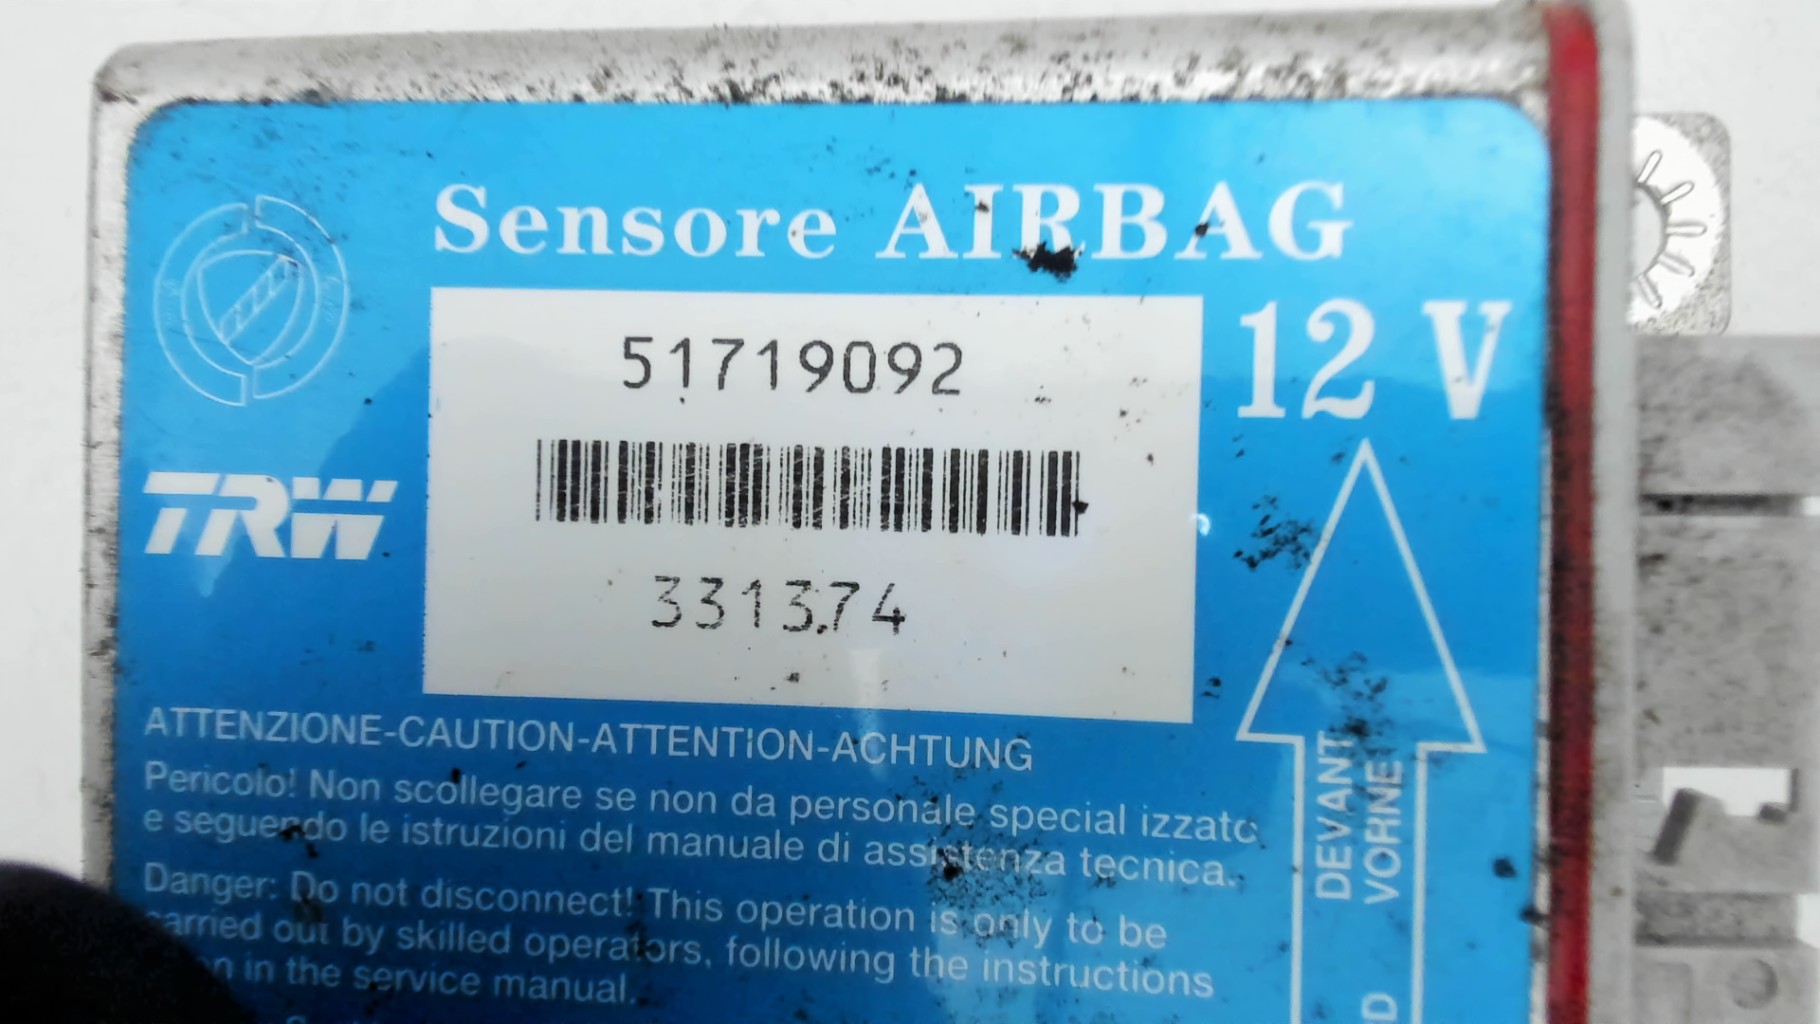 Sensore AIRBAG
51719092
12 V
TRW
331374
ATTENZIONE-CAUTION-ATTENTION-ACHTUNG
Pericolo! Non scollegare se non da personale special izzato
e seguendo le istruzioni del manuale di assistenza tecnica.
Danger: Do not disconnect! This operation is only to be
carried out by skilled operators, following the instructions
in the service manual.
DEVANT
VORNE